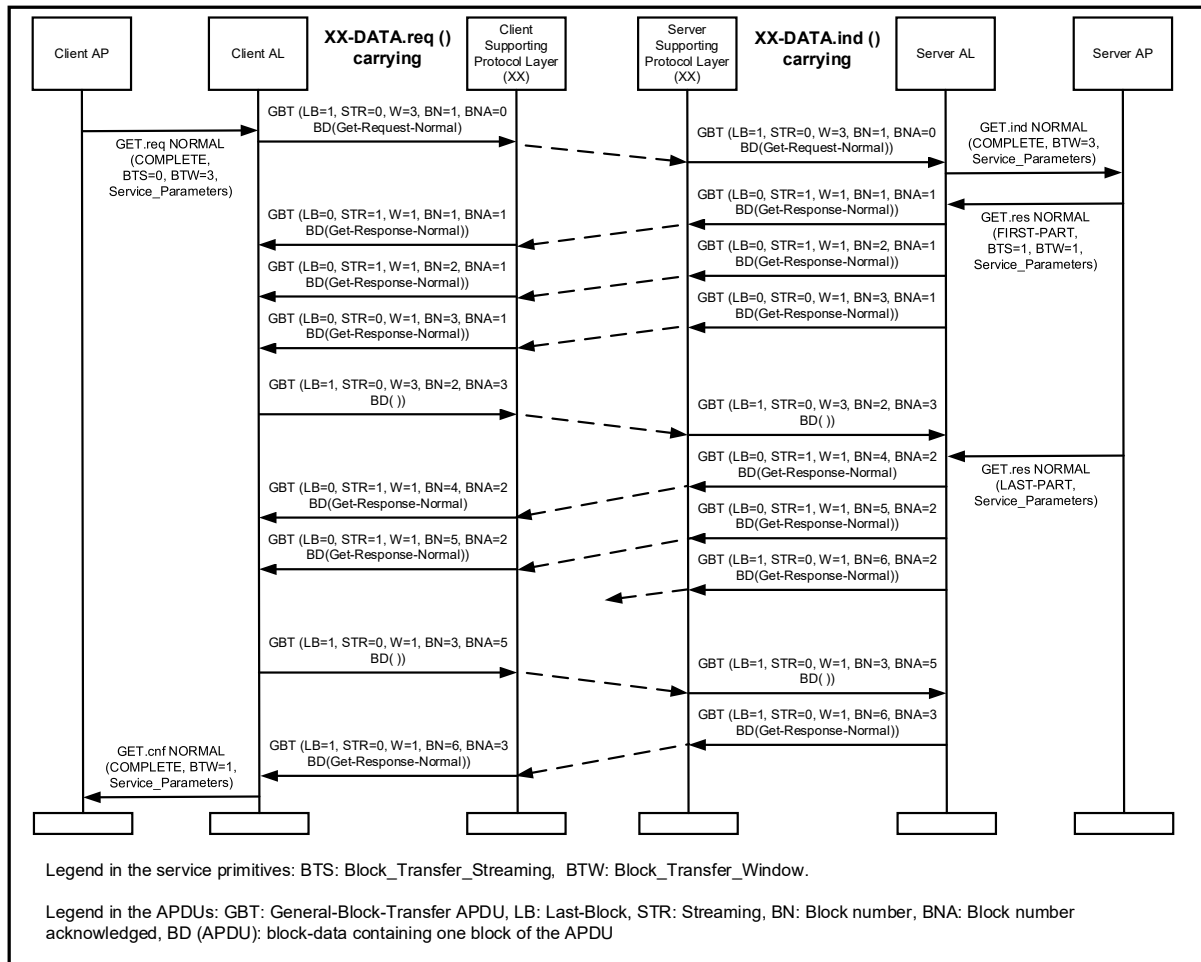 Client AP
Client AL
XX-DATA.req ()
carrying
Client
Supporting
Protocol Layer
(XX)
Server
Supporting
Protocol Layer
(XX)
XX-DATA.ind ()
carrying
Server AL
Server AP
GBT (LB=1, STR=0, W=3, BN=1, BNA=0
BD(Get-Request-Normal)
GET.req NORMAL
(COMPLETE,
BTS=0, BTW=3,
Service_Parameters)
GBT (LB=1, STR=0, W=3, BN=1, BNA=0
BD(Get-Request-Normal))
GET.ind NORMAL
(COMPLETE, BTW=3,
Service_Parameters)
GBT (LB=0, STR=1, W=1, BN=1, BNA=1
BD(Get-Response-Normal))
GET.res NORMAL
(FIRST-PART,
BTS=1, BTW=1,
Service_Parameters)
GBT (LB=0, STR=1, W=1, BN=1, BNA=1
BD(Get-Response-Normal))
GBT (LB=0, STR=1, W=1, BN=2, BNA=1
BD(Get-Response-Normal))
GBT (LB=0, STR=1, W=1, BN=2, BNA=1
BD(Get-Response-Normal))
GBT (LB=0, STR=0, W=1, BN=3, BNA=1
BD(Get-Response-Normal))
GBT (LB=0, STR=0, W=1, BN=3, BNA=1
BD(Get-Response-Normal))
GBT (LB=1, STR=0, W=3, BN=2, BNA=3
BD( ))
GBT (LB=1, STR=0, W=3, BN=2, BNA=3
BD( ))
GBT (LB=0, STR=1, W=1, BN=4, BNA=2
BD(Get-Response-Normal)
GET.res NORMAL
(LAST-PART,
Service_Parameters)
GBT (LB=0, STR=1, W=1, BN=4, BNA=2
BD(Get-Response-Normal)
GBT (LB=0, STR=1, W=1, BN=5, BNA=2
BD(Get-Response-Normal))
GBT (LB=0, STR=1, W=1, BN=5, BNA=2
BD(Get-Response-Normal))
GBT (LB=1, STR=0, W=1, BN=6, BNA=2
BD(Get-Response-Normal))
GBT (LB=1, STR=0, W=1, BN=3, BNA=5
BD( ))
GBT (LB=1, STR=0, W=1, BN=3, BNA=5
BD( ))
GBT (LB=1, STR=0, W=1, BN=6, BNA=3
BD(Get-Response-Normal))
GET.cnf NORMAL
(COMPLETE, BTW=1,
Service_Parameters)
GBT (LB=1, STR=0, W=1, BN=6, BNA=3
BD(Get-Response-Normal))
Legend in the service primitives: BTS: Block_Transfer_Streaming, BTW: Block_Transfer_Window.
Legend in the APDUs: GBT: General-Block-Transfer APDU, LB: Last-Block, STR: Streaming, BN: Block number, BNA: Block number
acknowledged, BD (APDU): block-data containing one block of the APDU